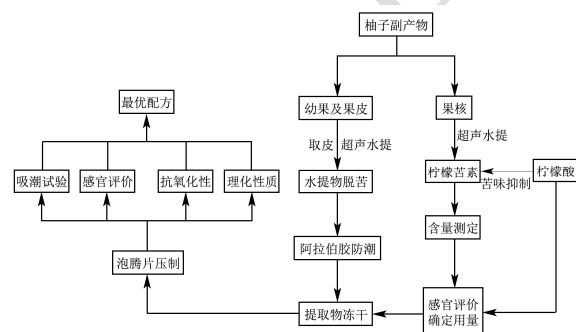 柚子副产物
最优配方
幼果及果皮
果核
取皮 超声水提
超声水提
吸潮试验
感官评价
抗氧化性
理化性质
水提物脱苦
柠檬苦素
苦味抑制
柠檬酸
含量测定
阿拉伯胶防潮
泡腾片压制
提取物冻干
感官评价
确定用量